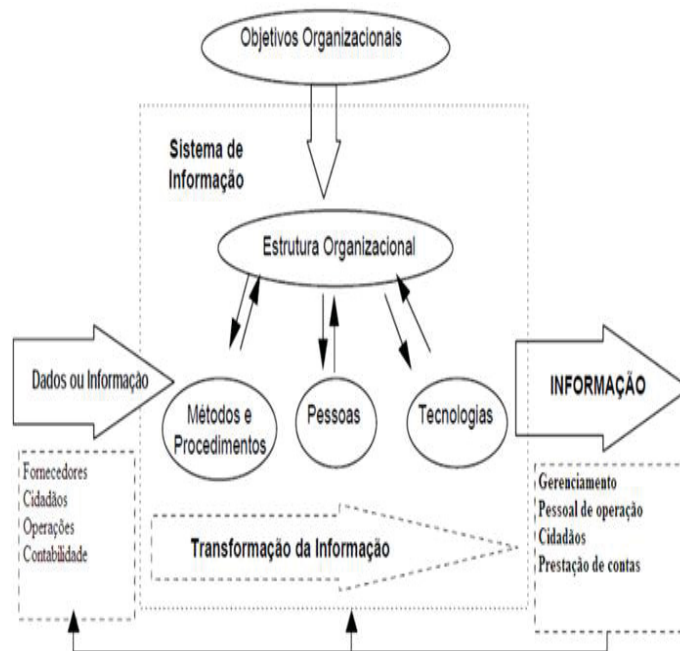 Objetivos Organizacionais
Sistema de
Informação
Estrutura Organizacional
Dados ou Informação
Métodos e
Procedimentos
Pessoas
Tecnologias
INFORMAÇÃO
Fornecedores
Cidadãos
Operações
Contabilidade
Transformação da Informação
Gerenciamento
Pessoal de operação
Cidadãos
Prestação de contas